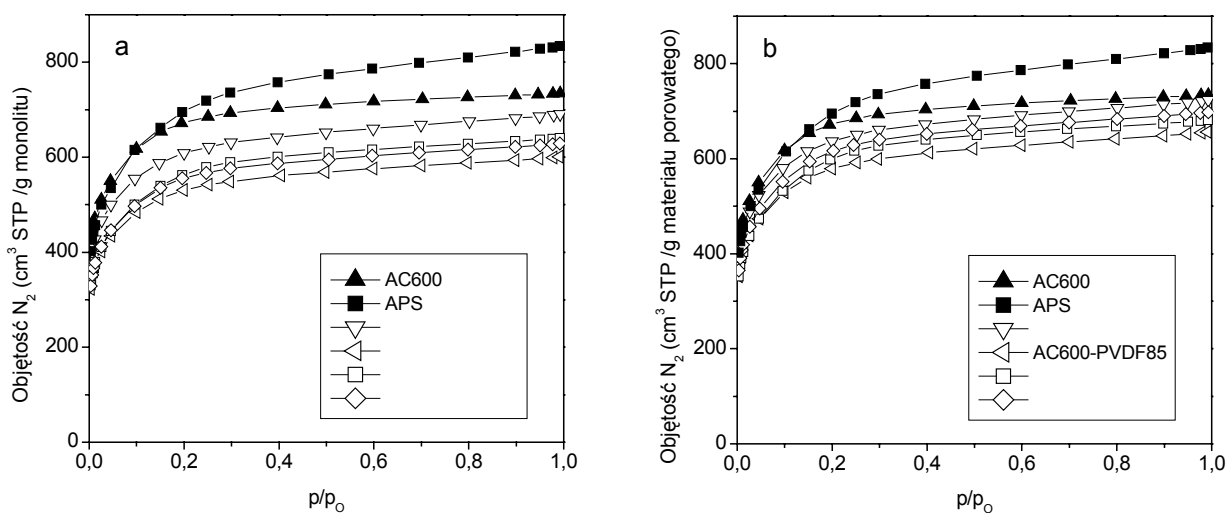 a
Objętość N₂ (cm³ STP /g monolitu)
800
600
400
200
0
0,0 0,2 0,4 0,6 0,8 1,0
p/p₀
AC600
APS
b
Objętość N₂ (cm³ STP /g materiału porowatego)
800
600
400
200
0
0,0 0,2 0,4 0,6 0,8 1,0
p/p₀
AC600
APS
AC600-PVDF85